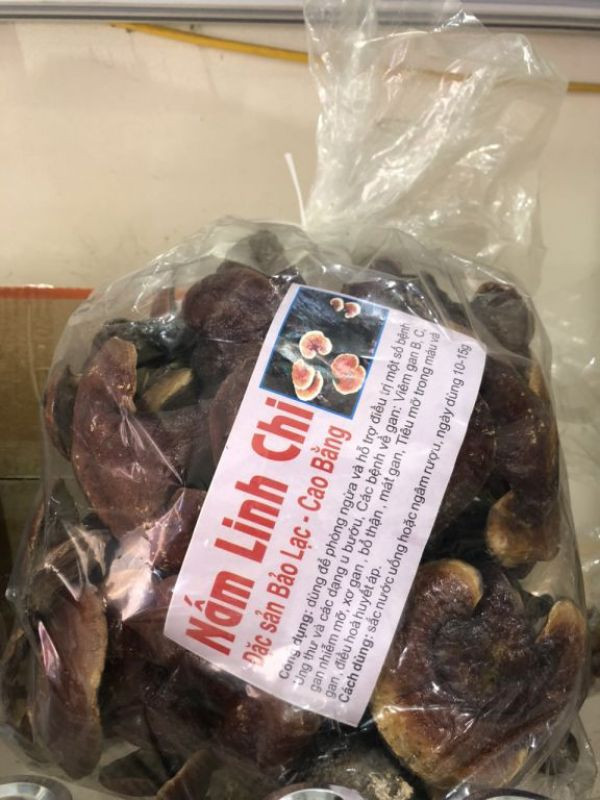 Nấm Linh Chi
Đặc sản Bảo Lạc - Cao Bằng
Công dụng: dùng để phòng ngừa và hỗ trợ điều trị một số bệnh
Ung thư và các dạng u bướu, Các bệnh về gan: Viêm gan B, C,
gan nhiễm mỡ, xơ gan, bổ thận, mát gan, Tiêu mỡ trong máu và
gan, điều hoà huyết áp.
Cách dùng: sắc nước uống hoặc ngâm rượu, ngày dùng 10-15g